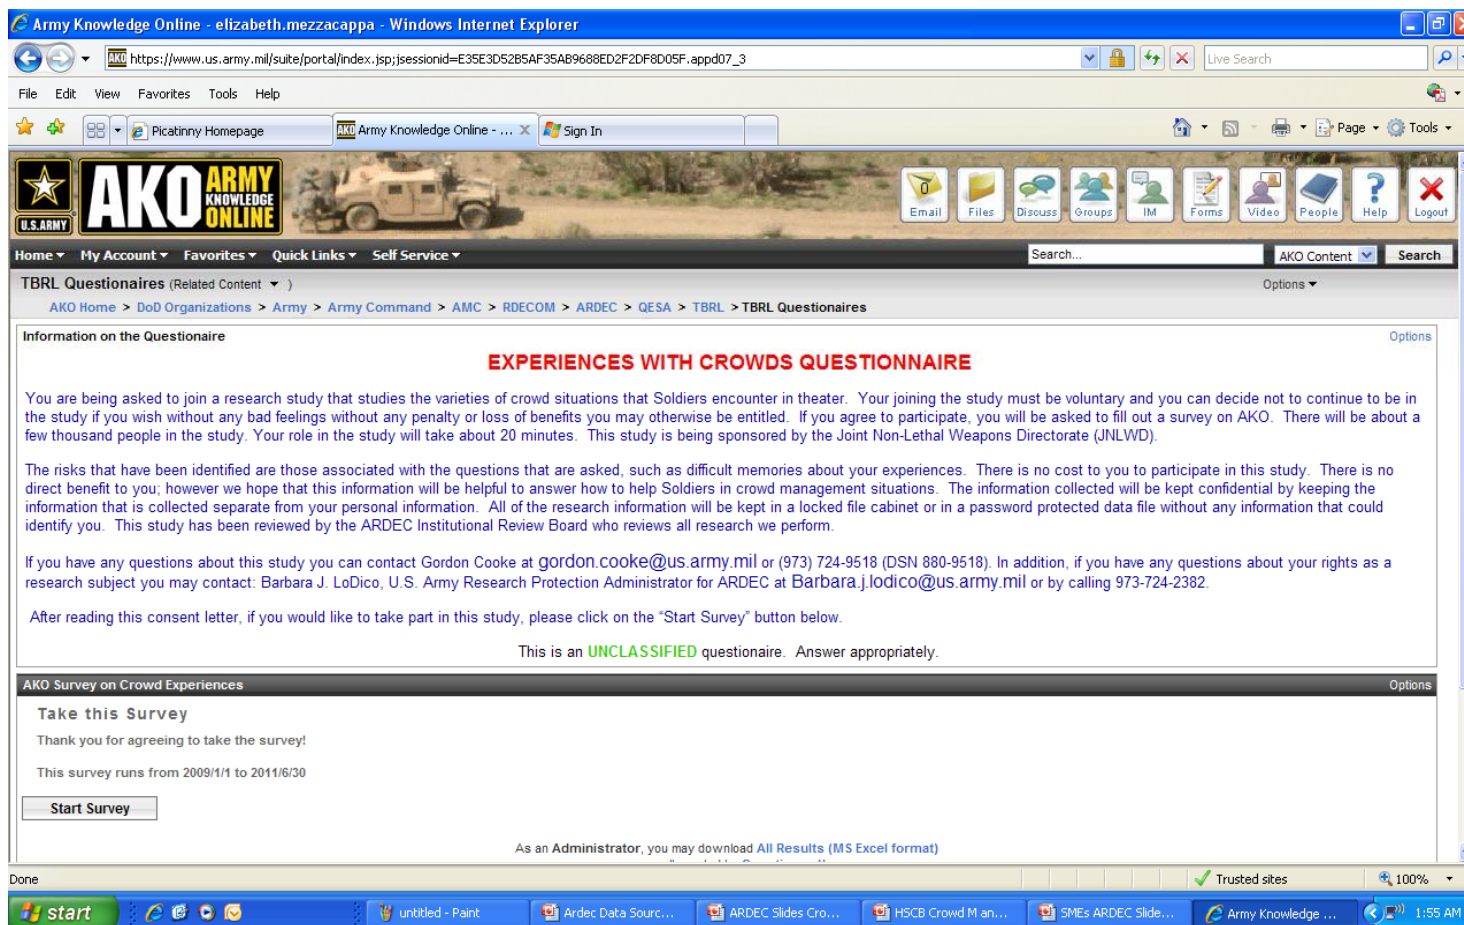 Army Knowledge Online - elizabeth.mezzacappa - Windows Internet Explorer
https://www.us.army.mil/suite/portal/index.jsp;jsessionid=E35E3D52B5AF35AB9688ED2F2DF8D05F.appd07_3
Live Search
File Edit View Favorites Tools Help
Picatinny Homepage
AKO Army Knowledge Online - ...
Sign In
Page Tools
U.S.ARMY
AKO ARMY KNOWLEDGE ONLINE
0
Email Files Discuss Groups IM Forms Video People Help Logout
Home My Account Favorites Quick Links Self Service
Search... AKO Content Search
TBRL Questionaires (Related Content )
Options
AKO Home > DoD Organizations > Army > Army Command > AMC > RDECOM > ARDEC > QESA > TBRL > TBRL Questionaires
Information on the Questionaire
Options
EXPERIENCES WITH CROWDS QUESTIONNAIRE
You are being asked to join a research study that studies the varieties of crowd situations that Soldiers encounter in theater. Your joining the study must be voluntary and you can decide not to continue to be in
the study if you wish without any bad feelings without any penalty or loss of benefits you may otherwise be entitled. If you agree to participate, you will be asked to fill out a survey on AKO. There will be about a
few thousand people in the study. Your role in the study will take about 20 minutes. This study is being sponsored by the Joint Non-Lethal Weapons Directorate (JNLWD).
The risks that have been identified are those associated with the questions that are asked, such as difficult memories about your experiences. There is no cost to you to participate in this study. There is no
direct benefit to you; however we hope that this information will be helpful to answer how to help Soldiers in crowd management situations. The information collected will be kept confidential by keeping the
information that is collected separate from your personal information. All of the research information will be kept in a locked file cabinet or in a password protected data file without any information that could
identify you. This study has been reviewed by the ARDEC Institutional Review Board who reviews all research we perform.
If you have any questions about this study you can contact Gordon Cooke at gordon.cooke@us.army.mil or (973) 724-9518 (DSN 880-9518). In addition, if you have any questions about your rights as a
research subject you may contact: Barbara J. LoDico, U.S. Army Research Protection Administrator for ARDEC at Barbara.j.lodico@us.army.mil or by calling 973-724-2382.
After reading this consent letter, if you would like to take part in this study, please click on the “Start Survey” button below.
This is an UNCLASSIFIED questionaire. Answer appropriately.
AKO Survey on Crowd Experiences
Options
Take this Survey
Thank you for agreeing to take the survey!
This survey runs from 2009/1/1 to 2011/6/30
Start Survey
As an Administrator, you may download All Results (MS Excel format)
Done
Trusted sites
100%
start
untitled - Paint
Ardec Data Sourc...
ARDEC Slides Cro...
HSCB Crowd M an...
SMEs ARDEC Slide...
Army Knowledge ...
1:55 AM